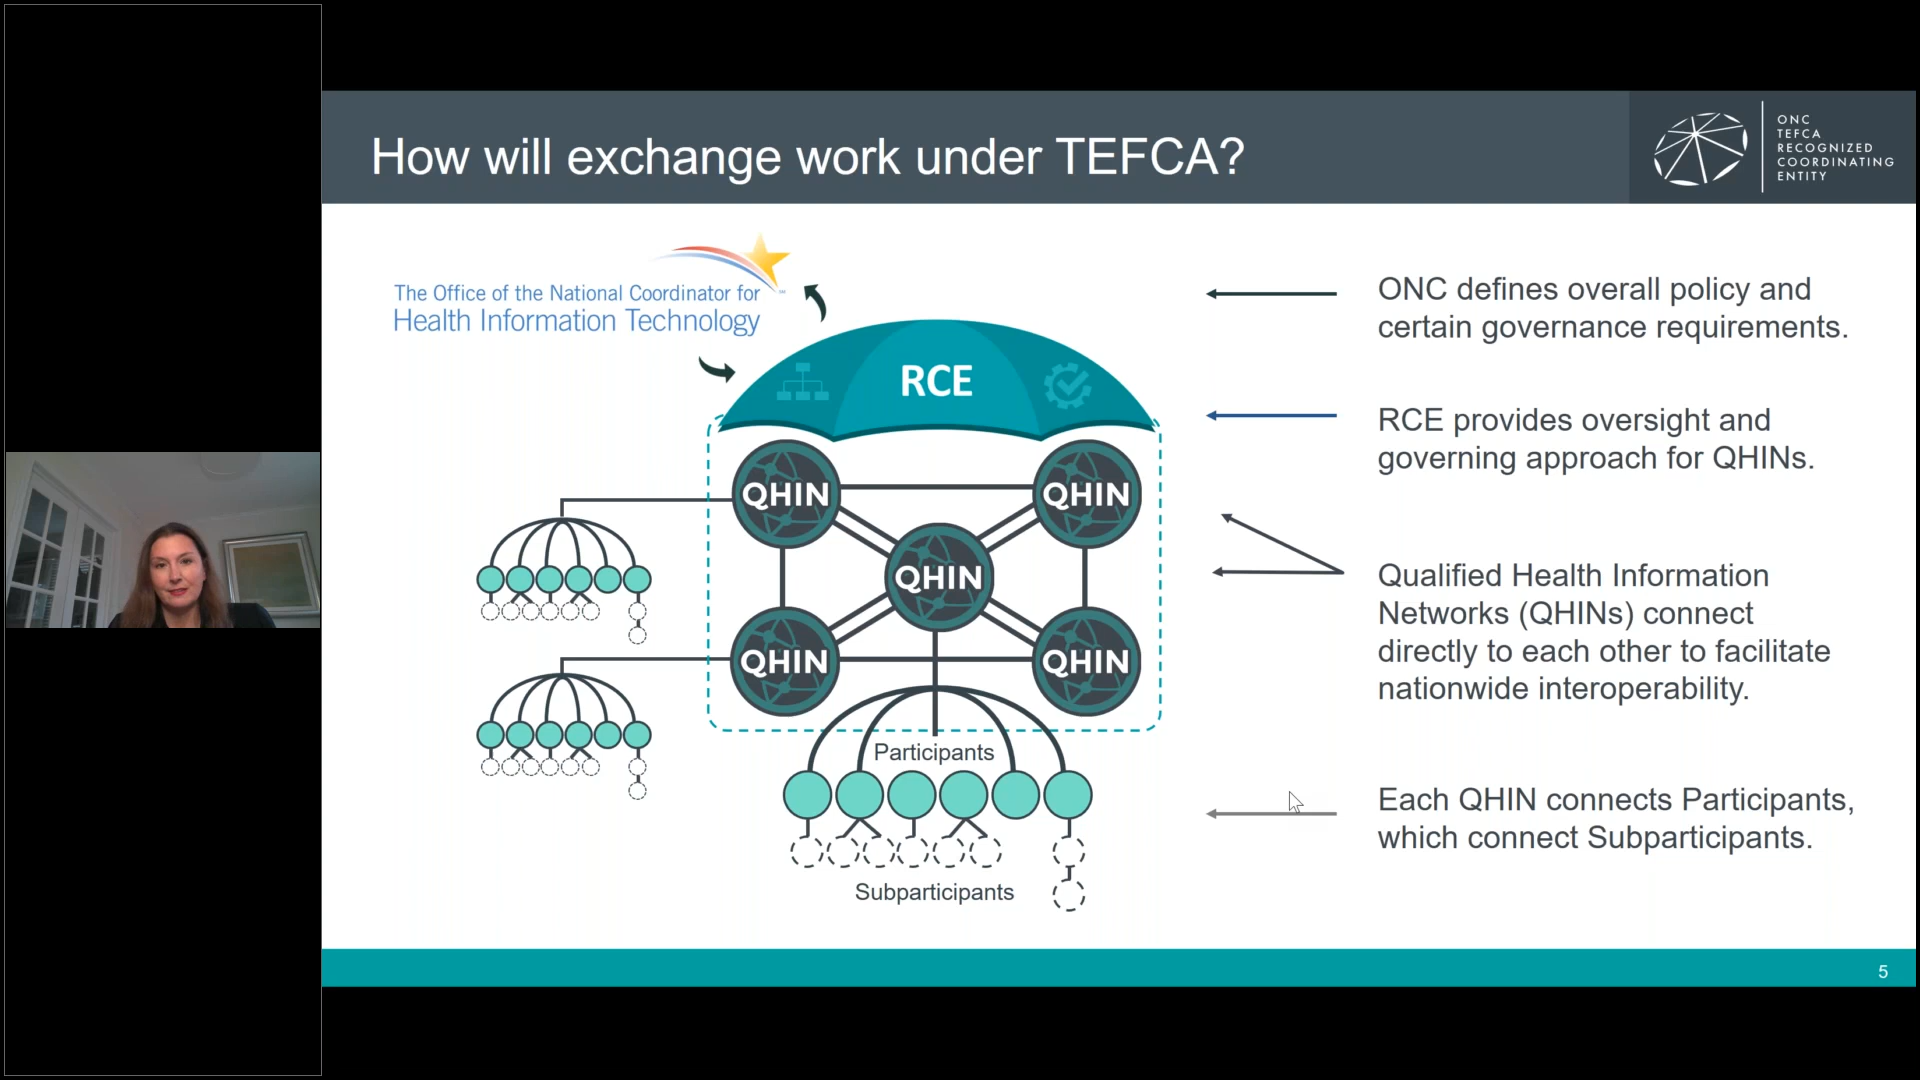 How will exchange work under TEFCA?
ONC
TEFCA
RECOGNIZED
COORDINATING
ENTITY
The Office of the National Coordinator for
Health Information Technology
RCE
QHIN
QHIN
QHIN
QHIN
QHIN
Participants
Subparticipants
ONC defines overall policy and
certain governance requirements.
RCE provides oversight and
governing approach for QHINs.
Qualified Health Information
Networks (QHINs) connect
directly to each other to facilitate
nationwide interoperability.
Each QHIN connects Participants,
which connect Subparticipants.
5